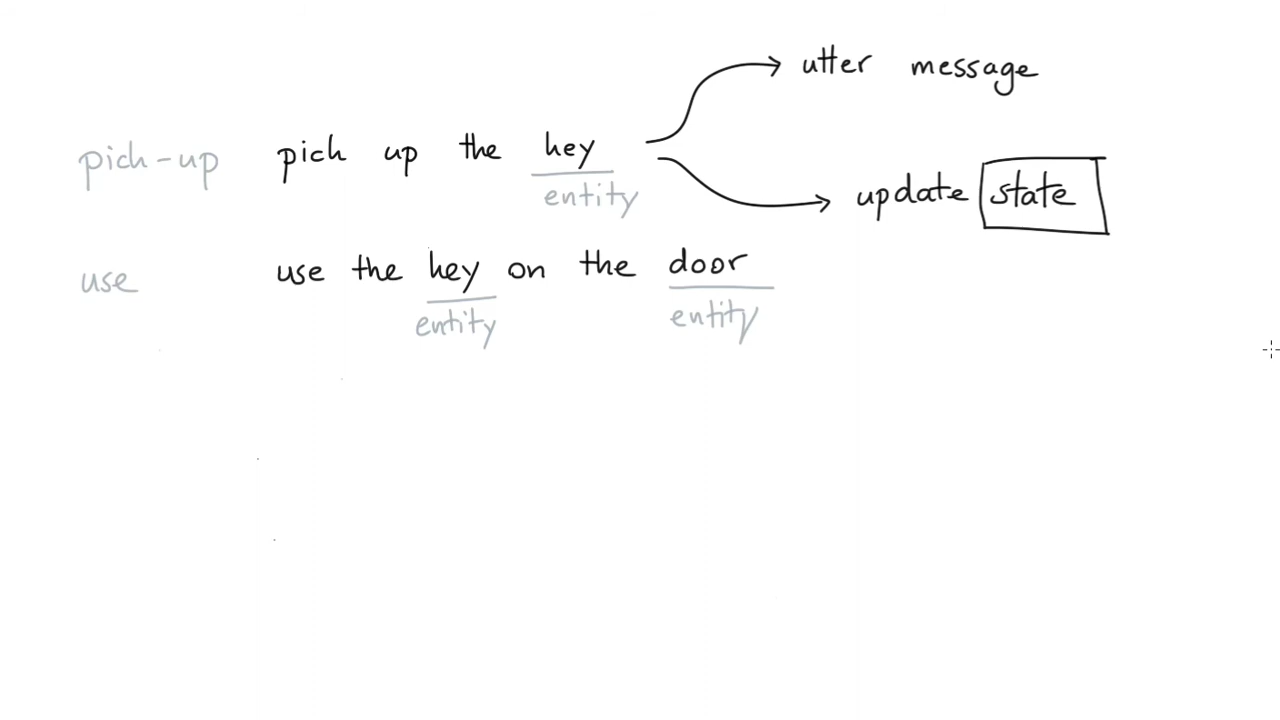 utter message
pick-up pick up the key
entity
update state
use use the key on the door
entity entity